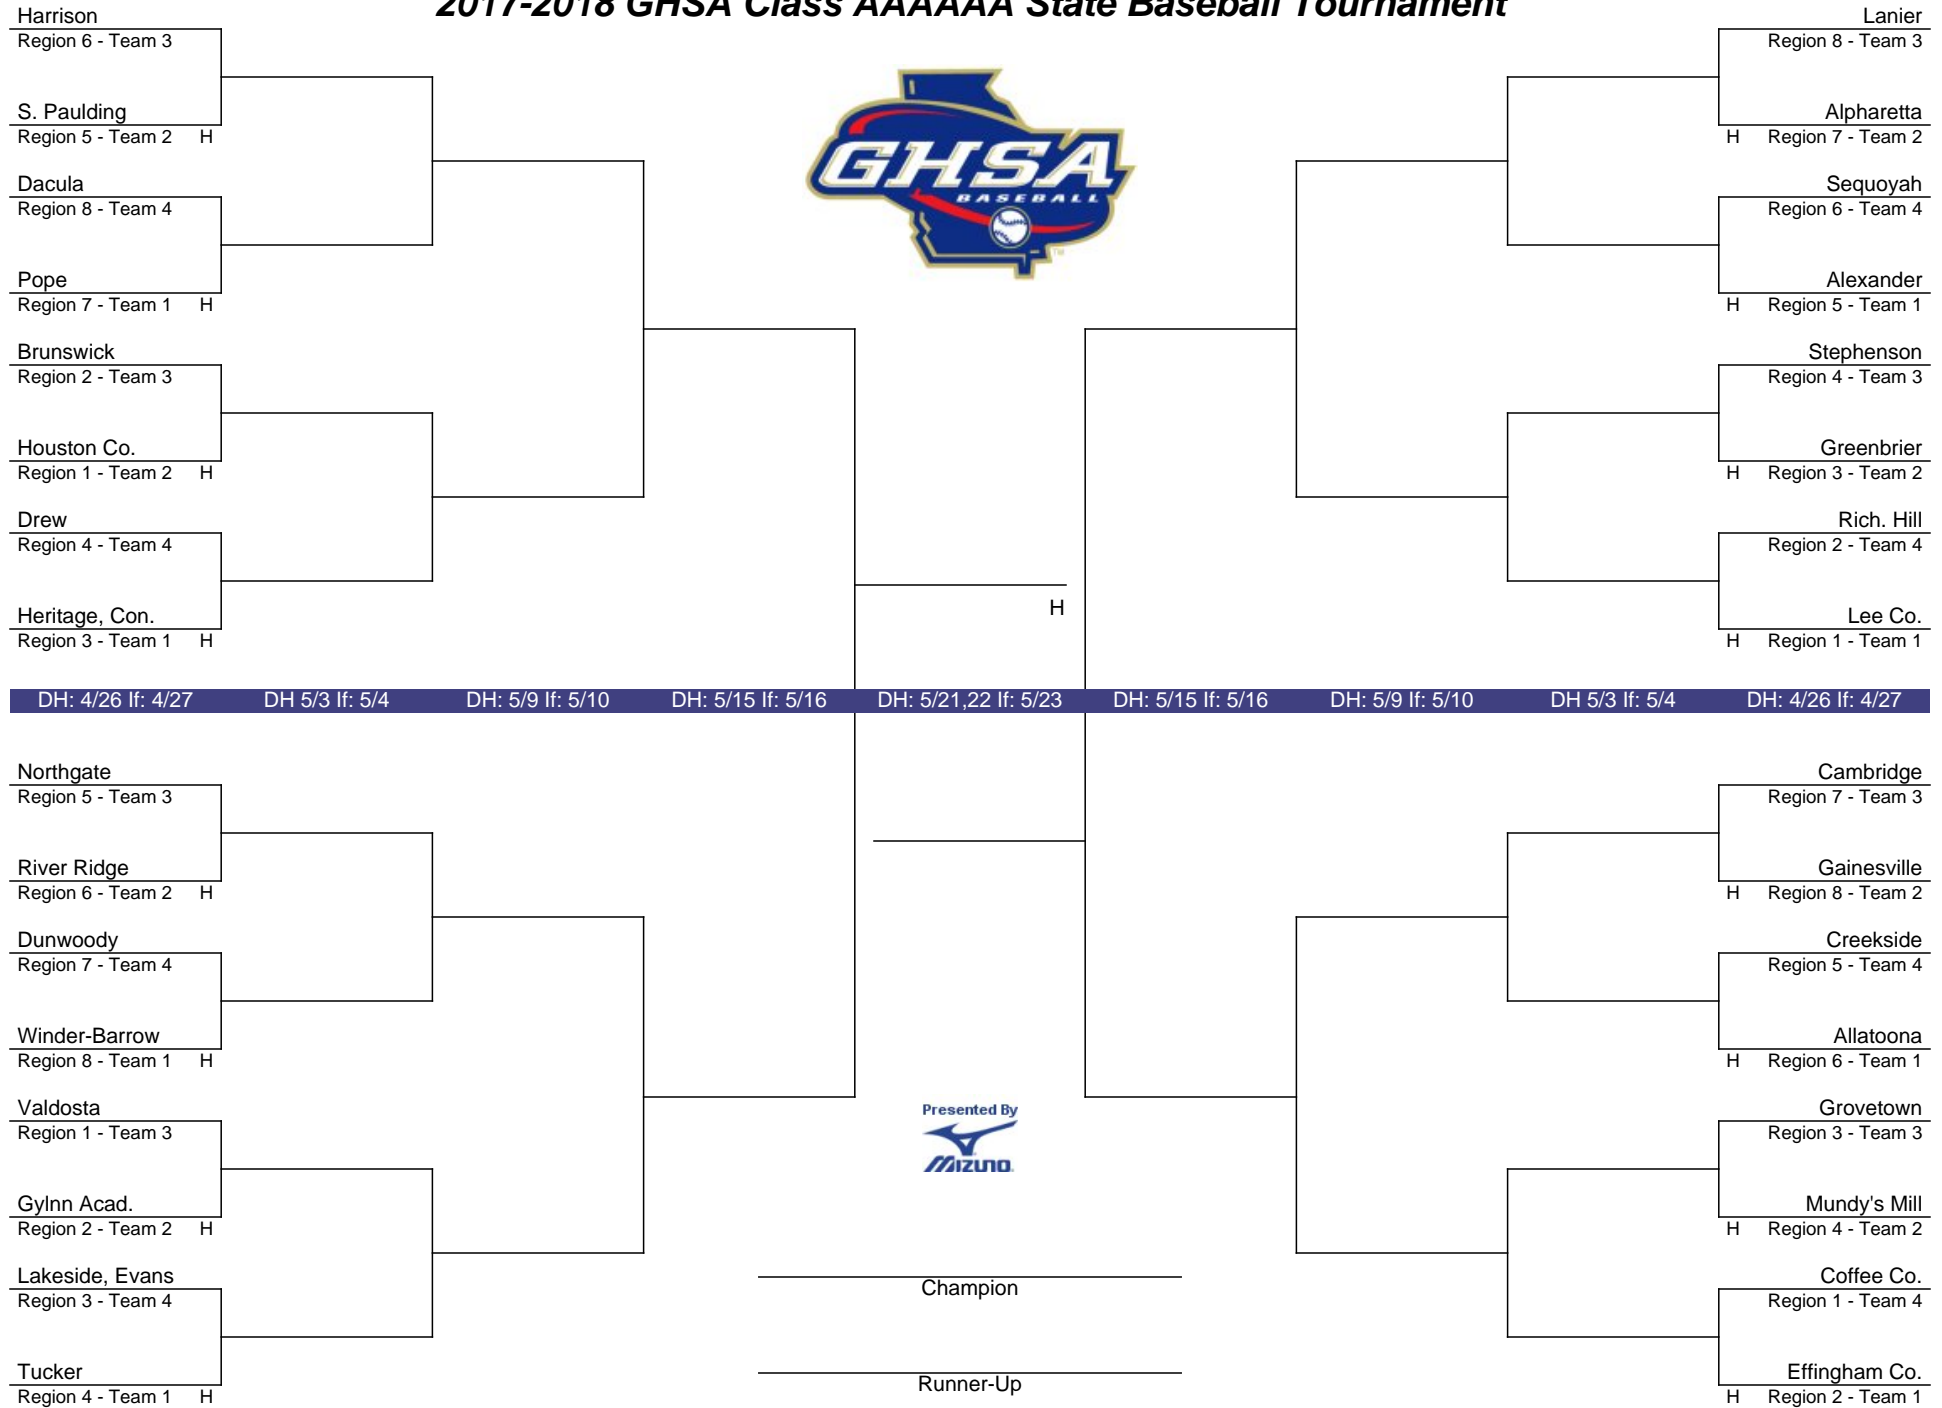 2017-2018 GHSA Class AAAAAA State Baseball Tournament
Harrison
Region 6 - Team 3
S. Paulding
Region 5 - Team 2 H
Dacula
Region 8 - Team 4
Pope
Region 7 - Team 1 H
Brunswick
Region 2 - Team 3
Houston Co.
Region 1 - Team 2 H
Drew
Region 4 - Team 4
Heritage, Con.
Region 3 - Team 1 H
GHSA
BASEBALL
TM
H
Lanier
Region 8 - Team 3
Alpharetta
H Region 7 - Team 2
Sequoyah
Region 6 - Team 4
Alexander
H Region 5 - Team 1
Stephenson
Region 4 - Team 3
Greenbrier
H Region 3 - Team 2
Rich. Hill
Region 2 - Team 4
Lee Co.
H Region 1 - Team 1
DH: 4/26 If: 4/27 DH 5/3 If: 5/4 DH: 5/9 If: 5/10 DH: 5/15 If: 5/16 DH: 5/21,22 If: 5/23 DH: 5/15 If: 5/16 DH: 5/9 If: 5/10 DH 5/3 If: 5/4 DH: 4/26 If: 4/27
Northgate
Region 5 - Team 3
River Ridge
Region 6 - Team 2 H
Dunwoody
Region 7 - Team 4
Winder-Barrow
Region 8 - Team 1 H
Valdosta
Region 1 - Team 3
Gylnn Acad.
Region 2 - Team 2 H
Lakeside, Evans
Region 3 - Team 4
Tucker
Region 4 - Team 1 H
Presented By
MIZUNO
Champion
Runner-Up
Cambridge
Region 7 - Team 3
Gainesville
H Region 8 - Team 2
Creekside
Region 5 - Team 4
Allatoona
H Region 6 - Team 1
Grovetown
Region 3 - Team 3
Mundy's Mill
H Region 4 - Team 2
Coffee Co.
Region 1 - Team 4
Effingham Co.
H Region 2 - Team 1